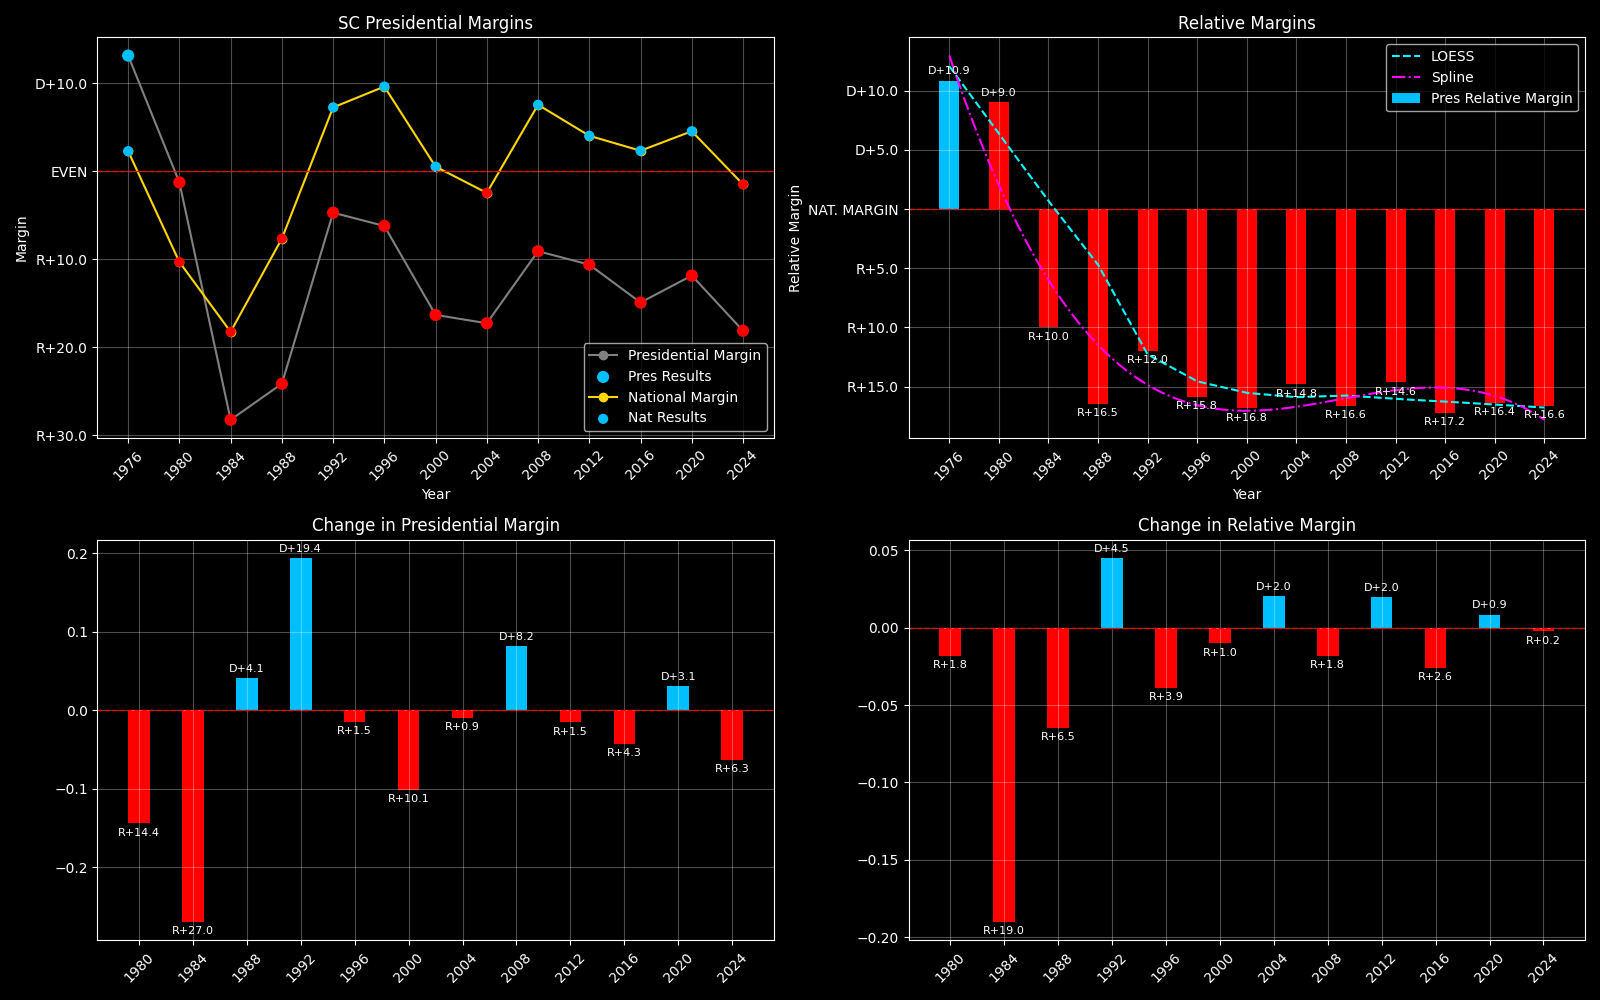 SC Presidential Margins
D+10.0
EVEN
R+10.0
R+20.0
R+30.0
Margin
1976
1980
1984
1988
1992
1996
2000
2004
2008
2012
2016
2020
2024
Year
Presidential Margin
Pres Results
National Margin
Nat Results
Relative Margins
D+10.0
D+5.0
NAT. MARGIN
R+5.0
R+10.0
R+15.0
Relative Margin
D+10.9
D+9.0
R+10.0
R+16.5
R+12.0
R+15.8
R+16.8
R+14.8
R+16.6
R+14.6
R+17.2
R+16.4
R+16.6
LOESS
Spline
Pres Relative Margin
1976
1980
1984
1988
1992
1996
2000
2004
2008
2012
2016
2020
2024
Year
Change in Presidential Margin
0.2
0.1
0.0
−0.1
−0.2
R+14.4
R+27.0
D+4.1
D+19.4
R+1.5
R+10.1
R+0.9
D+8.2
R+1.5
R+4.3
D+3.1
R+6.3
1980
1984
1988
1992
1996
2000
2004
2008
2012
2016
2020
2024
Change in Relative Margin
0.05
0.00
−0.05
−0.10
−0.15
−0.20
R+1.8
R+19.0
R+6.5
D+4.5
R+3.9
R+1.0
D+2.0
R+1.8
D+2.0
R+2.6
D+0.9
R+0.2
1980
1984
1988
1992
1996
2000
2004
2008
2012
2016
2020
2024